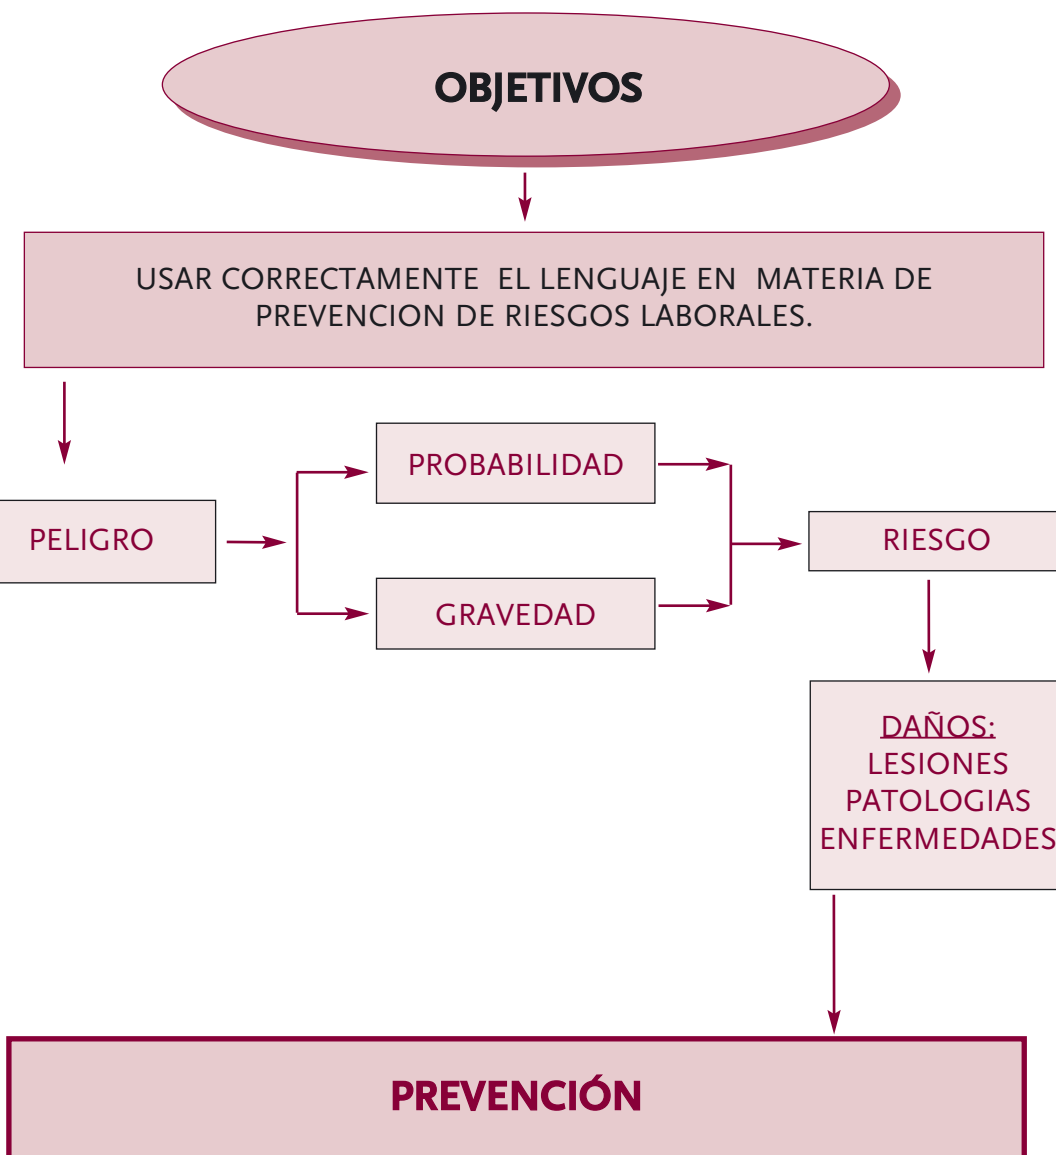 OBJETIVOS
USAR CORRECTAMENTE EL LENGUAJE EN MATERIA DE
PREVENCION DE RIESGOS LABORALES.
PROBABILIDAD
PELIGRO
RIESGO
GRAVEDAD
DAÑOS:
LESIONES
PATOLOGIAS
ENFERMEDADES
PREVENCIÓN